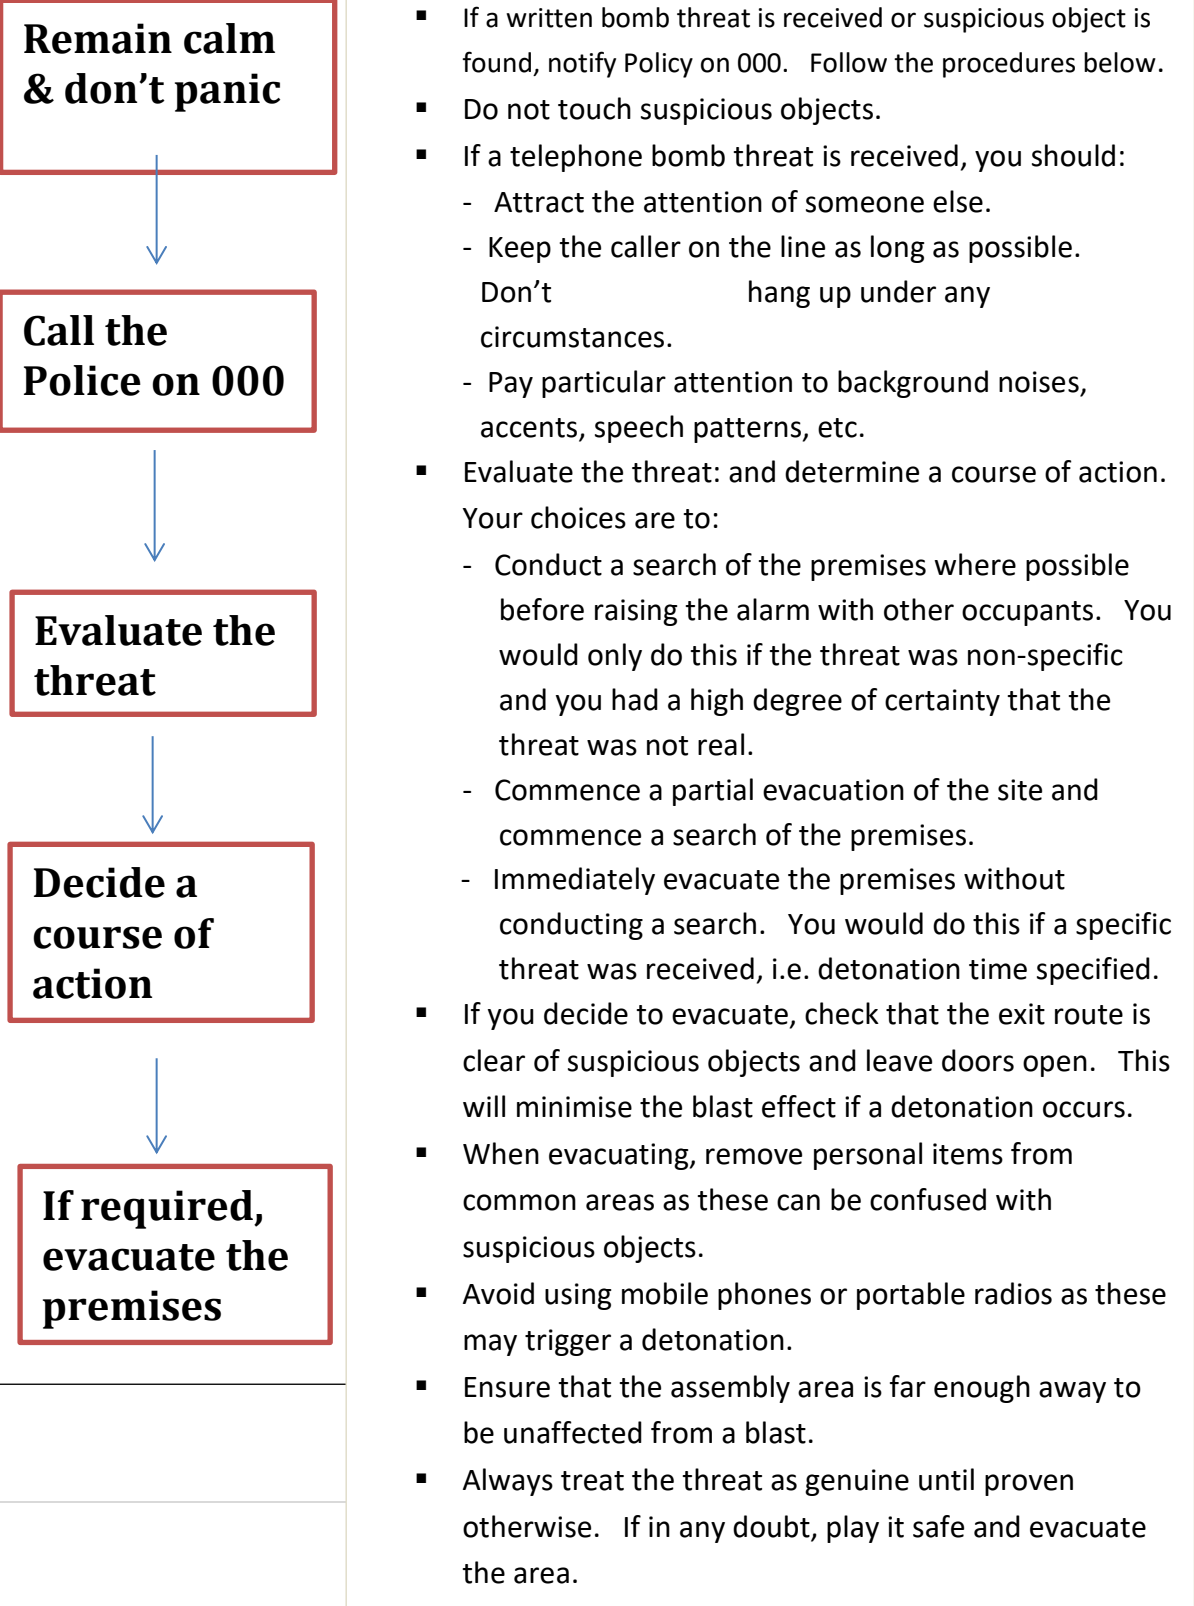 Remain calm
& don’t panic
Call the
Police on 000
Evaluate the
threat
Decide a
course of
action
If required,
evacuate the
premises
▪ If a written bomb threat is received or suspicious object is
found, notify Policy on 000. Follow the procedures below.
▪ Do not touch suspicious objects.
▪ If a telephone bomb threat is received, you should:
- Attract the attention of someone else.
- Keep the caller on the line as long as possible.
Don’t hang up under any
circumstances.
- Pay particular attention to background noises,
accents, speech patterns, etc.
▪ Evaluate the threat: and determine a course of action.
Your choices are to:
- Conduct a search of the premises where possible
before raising the alarm with other occupants. You
would only do this if the threat was non-specific
and you had a high degree of certainty that the
threat was not real.
- Commence a partial evacuation of the site and
commence a search of the premises.
- Immediately evacuate the premises without
conducting a search. You would do this if a specific
threat was received, i.e. detonation time specified.
▪ If you decide to evacuate, check that the exit route is
clear of suspicious objects and leave doors open. This
will minimise the blast effect if a detonation occurs.
▪ When evacuating, remove personal items from
common areas as these can be confused with
suspicious objects.
▪ Avoid using mobile phones or portable radios as these
may trigger a detonation.
▪ Ensure that the assembly area is far enough away to
be unaffected from a blast.
▪ Always treat the threat as genuine until proven
otherwise. If in any doubt, play it safe and evacuate
the area.